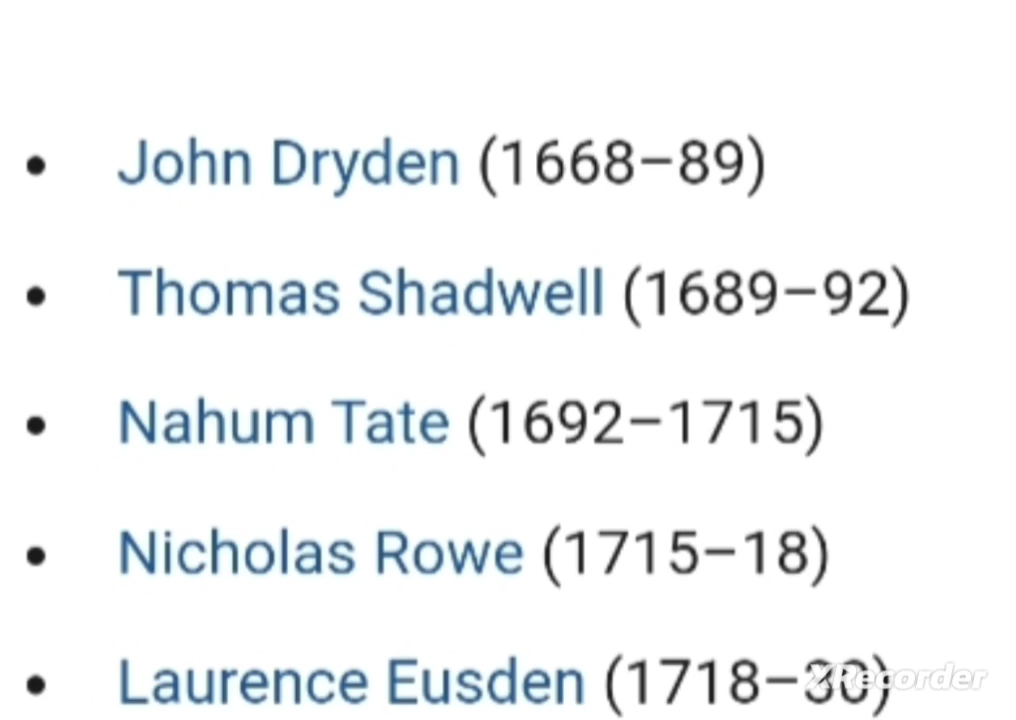 • John Dryden (1668–89)
• Thomas Shadwell (1689–92)
• Nahum Tate (1692–1715)
• Nicholas Rowe (1715–18)
• Laurence Eusden (1718–30)
XRecorder